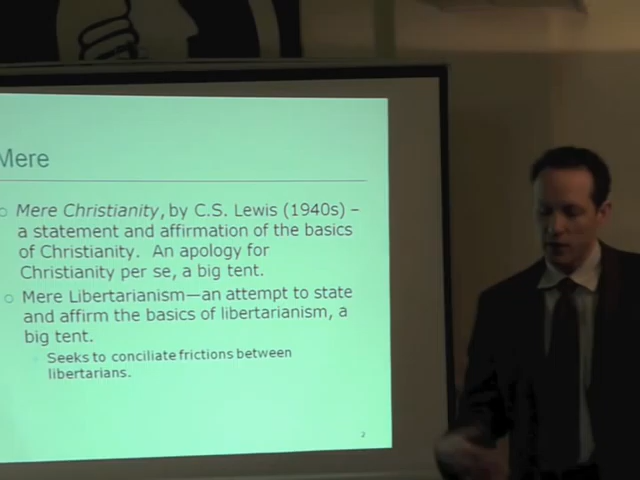 Mere
Mere Christianity, by C.S. Lewis (1940s) –
a statement and affirmation of the basics
of Christianity. An apology for
Christianity per se, a big tent.
Mere Libertarianism—an attempt to state
and affirm the basics of libertarianism, a
big tent.
Seeks to conciliate frictions between
libertarians.
2